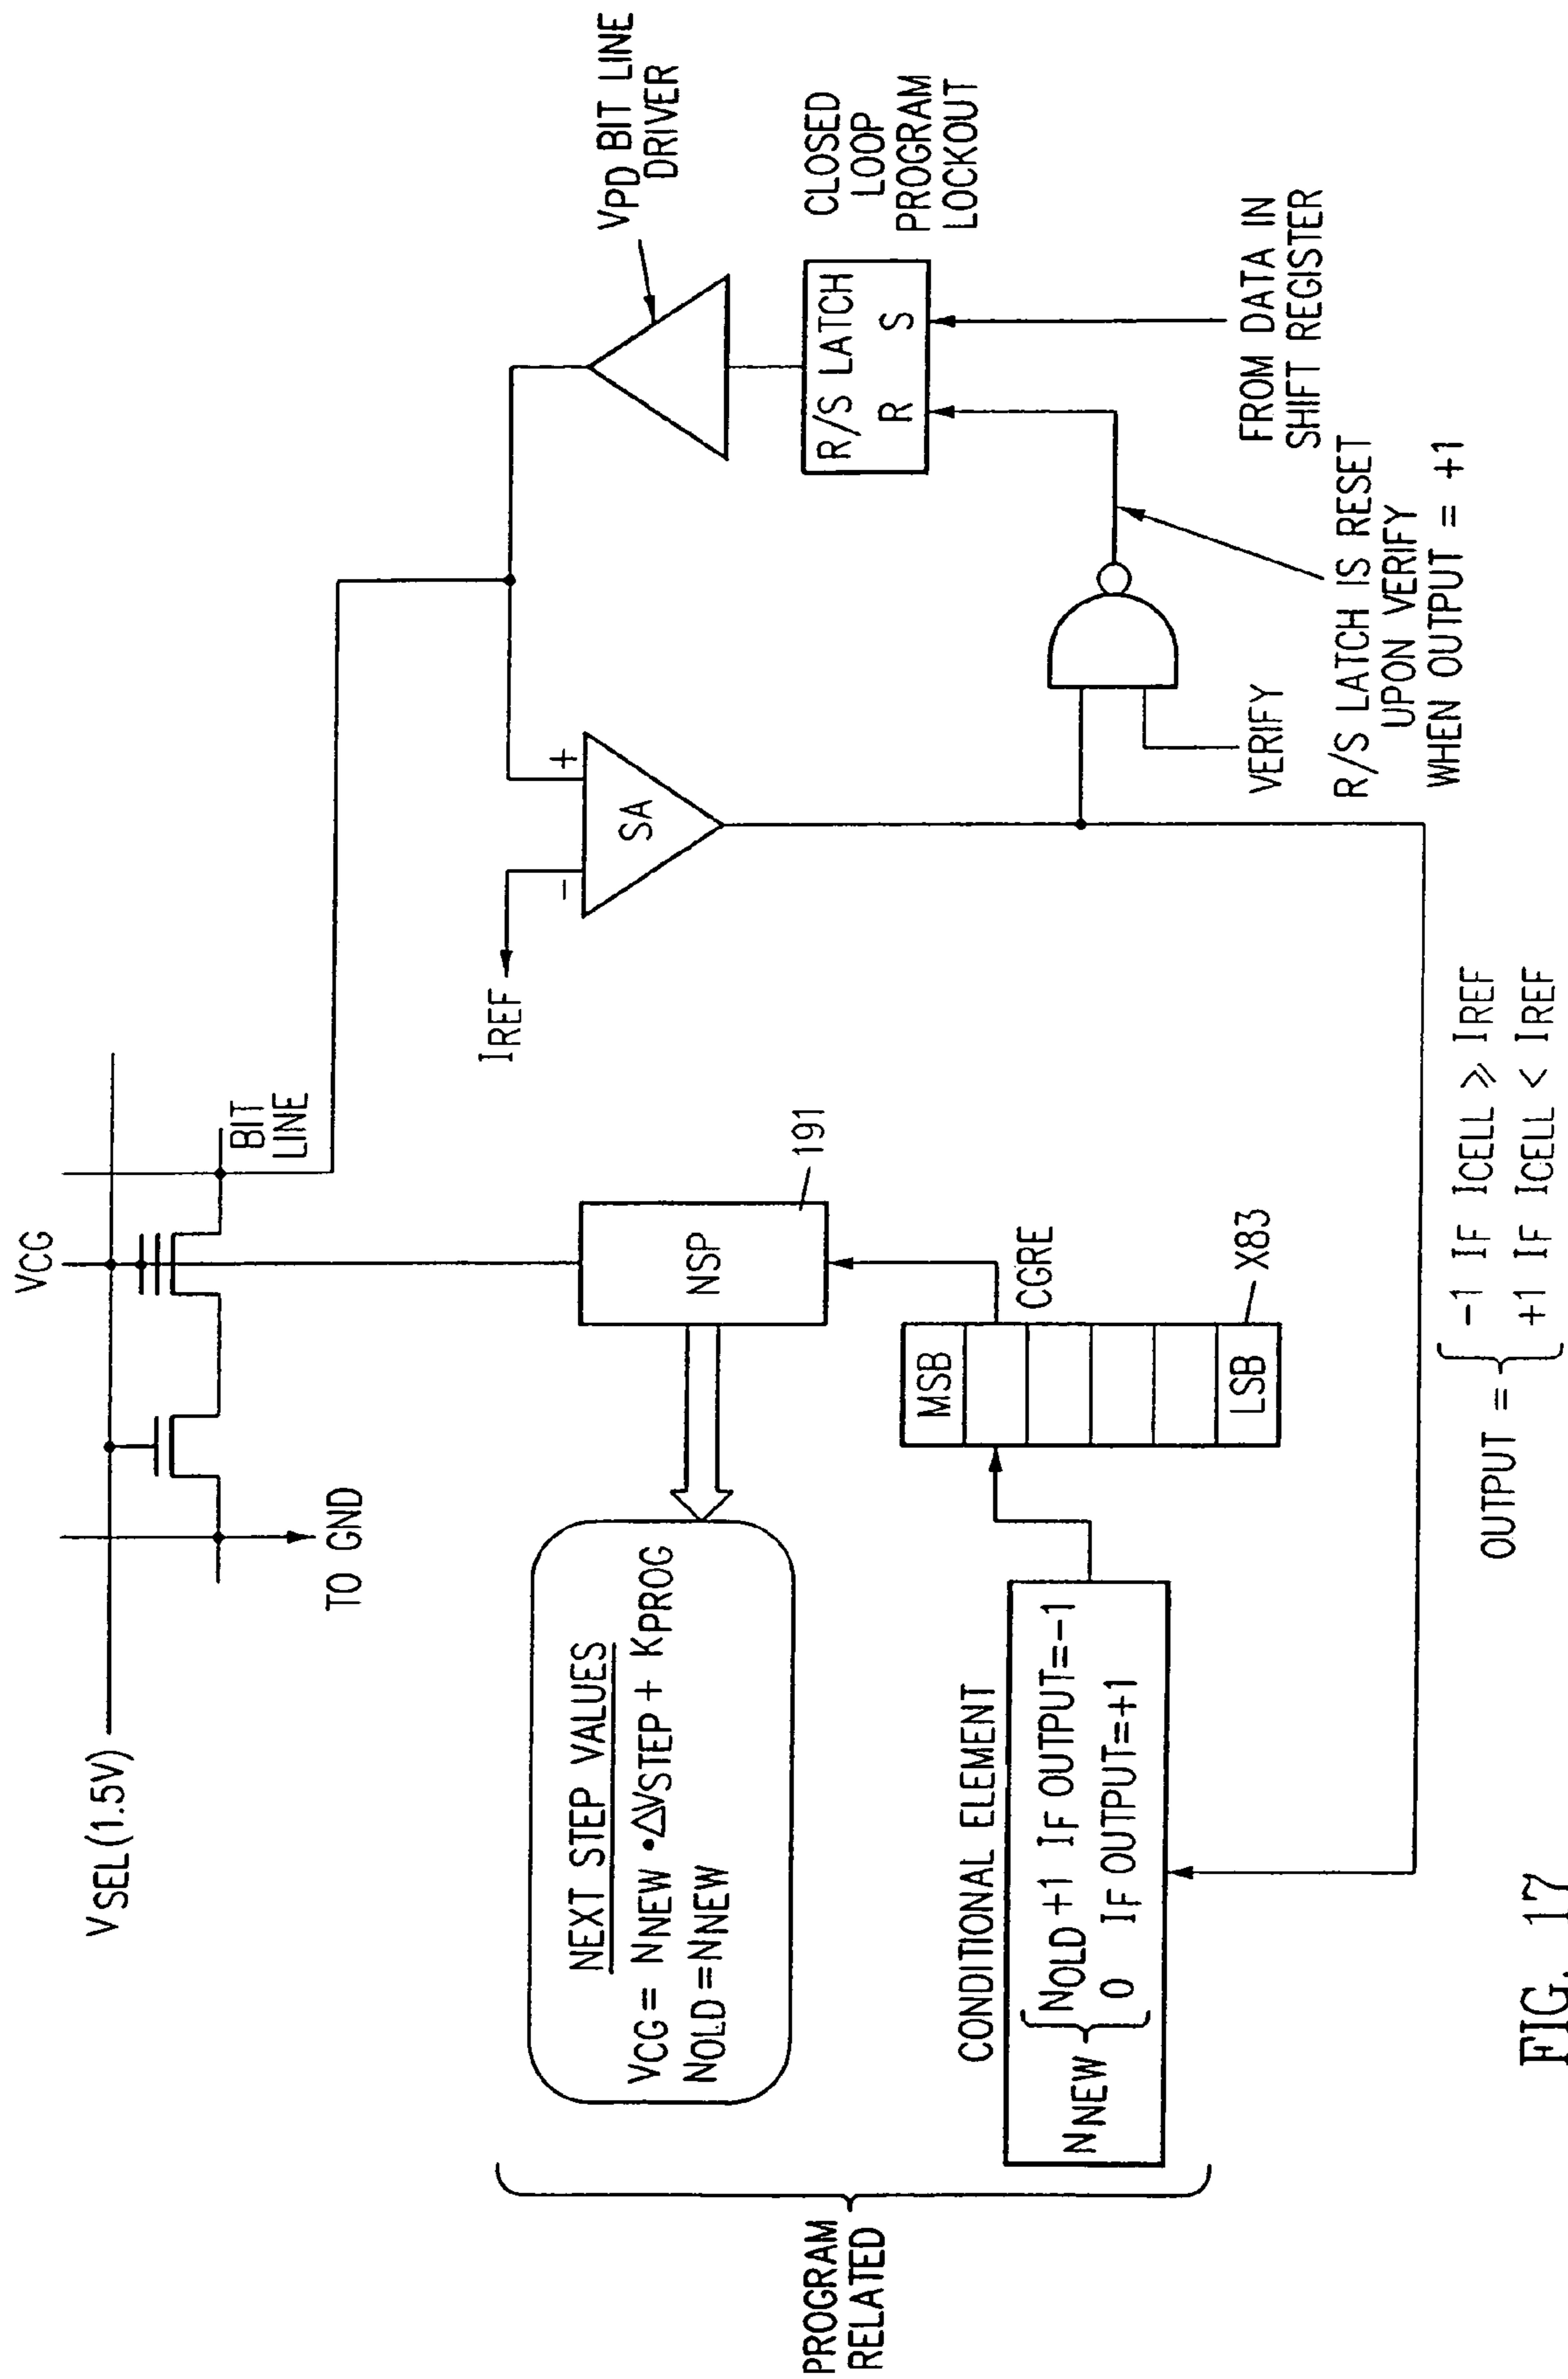 VSEL(1.5V)
VCG
TO GND
BIT
LINE
NEXT STEP VALUES
VCG = NNEW •ΔVSTEP + KPROG
NOLD = NNEW
NSP
191
IREF
-
+
SA
VPD BIT LINE
DRIVER
PROGRAM
RELATED
CONDITIONAL ELEMENT
NNEW
NOLD +1 IF OUTPUT=-1
0 IF OUTPUT=+1
MSB
LSB
CGRE
X83
R/S LATCH
R S
CLOSED
LOOP
PROGRAM
LOCKOUT
VERIFY
FROM DATA IN
SHIFT REGISTER
R/S LATCH IS RESET
UPON VERIFY
WHEN OUTPUT = +1
OUTPUT =
-1 IF ICELL ⩾ IREF
+1 IF ICELL < IREF
FIG. 17